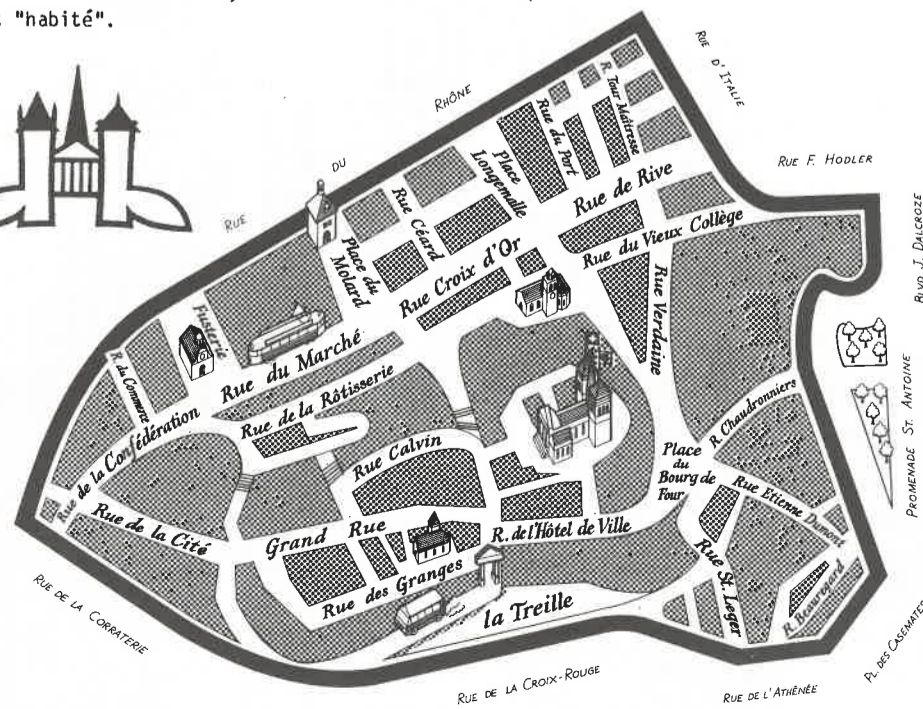 "habité".
RUE DU RHÔNE
RUE D'ITALIE
RUE F. HODLER
BLVD J. DALCROZE
PROMENADE ST. ANTOINE
PL. DES CASEMATES
RUE DE L'ATHÉNÉE
RUE DE LA CROIX-ROUGE
RUE DE LA CORRATERIE
R. Tour Maîtresse
Rue du Port
Place Longemalle
Rue de Rive
Rue Céard
Place du Molard
Rue Croix d'Or
Rue du Vieux Collège
Rue Verdaine
Fusterie
Rue du Marché
R. du Commerce
Rue de la Confédération
Rue de la Rôtisserie
Rue Calvin
R. Chaudronniers
Place du Bourg de Four
Rue Etienne Dumont
Rue de la Cité
Grand Rue
R. de l'Hôtel de Ville
Rue des Granges
la Treille
Rue St. Léger
R. Beauregard